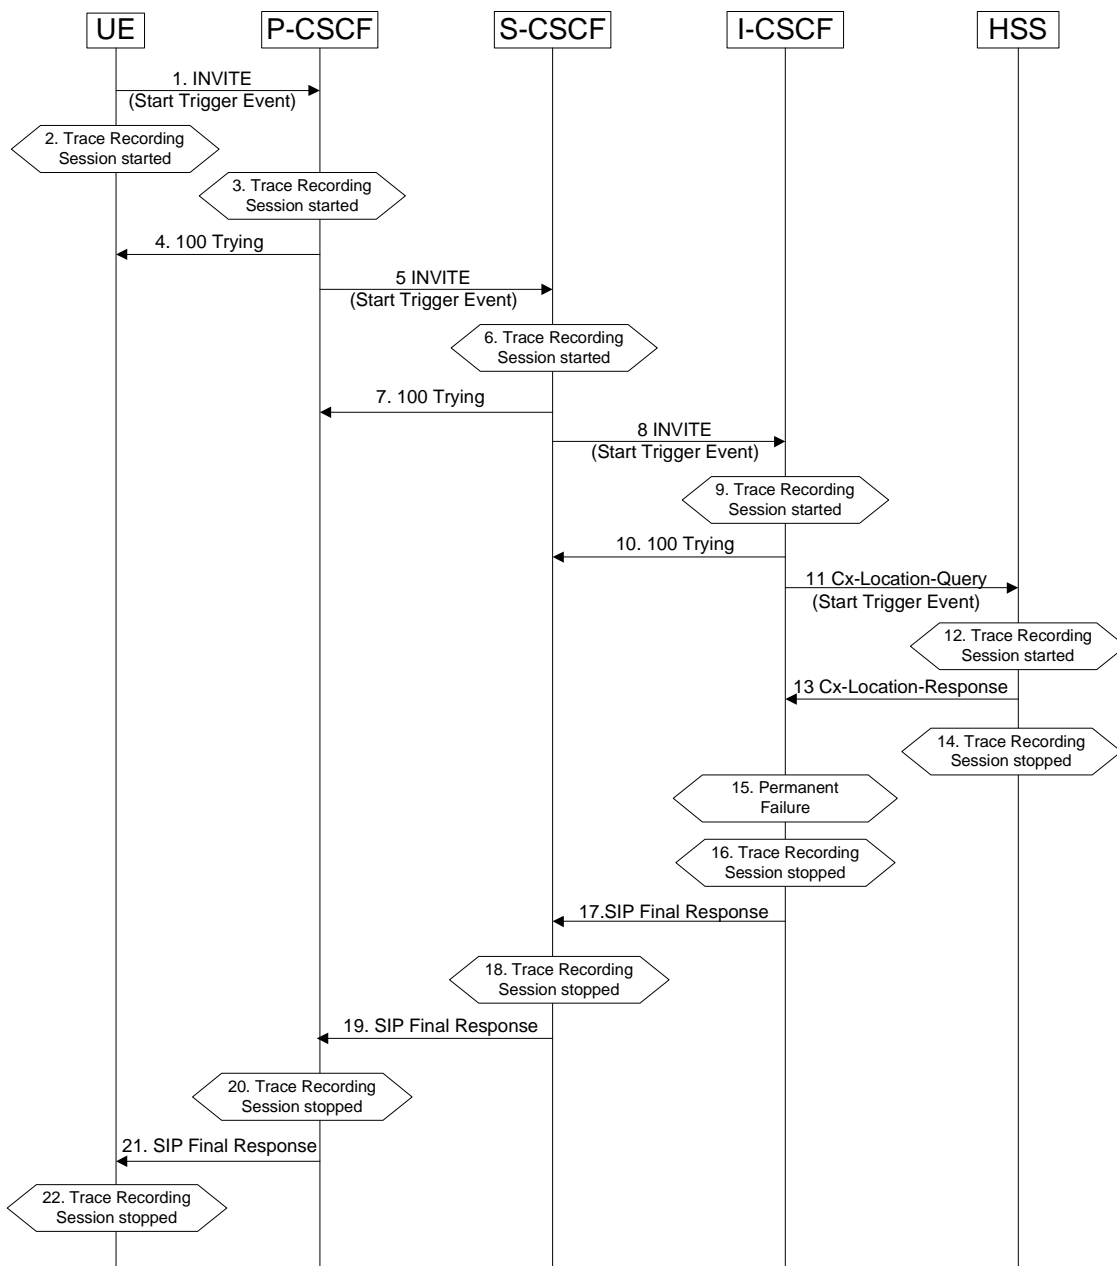 UE P-CSCF S-CSCF I-CSCF HSS
1. INVITE
(Start Trigger Event)
2. Trace Recording
Session started
3. Trace Recording
Session started
4. 100 Trying
5 INVITE
(Start Trigger Event)
6. Trace Recording
Session started
7. 100 Trying
8 INVITE
(Start Trigger Event)
9. Trace Recording
Session started
10. 100 Trying
11 Cx-Location-Query
(Start Trigger Event)
12. Trace Recording
Session started
13 Cx-Location-Response
14. Trace Recording
Session stopped
15. Permanent
Failure
16. Trace Recording
Session stopped
17.SIP Final Response
18. Trace Recording
Session stopped
19. SIP Final Response
20. Trace Recording
Session stopped
21. SIP Final Response
22. Trace Recording
Session stopped